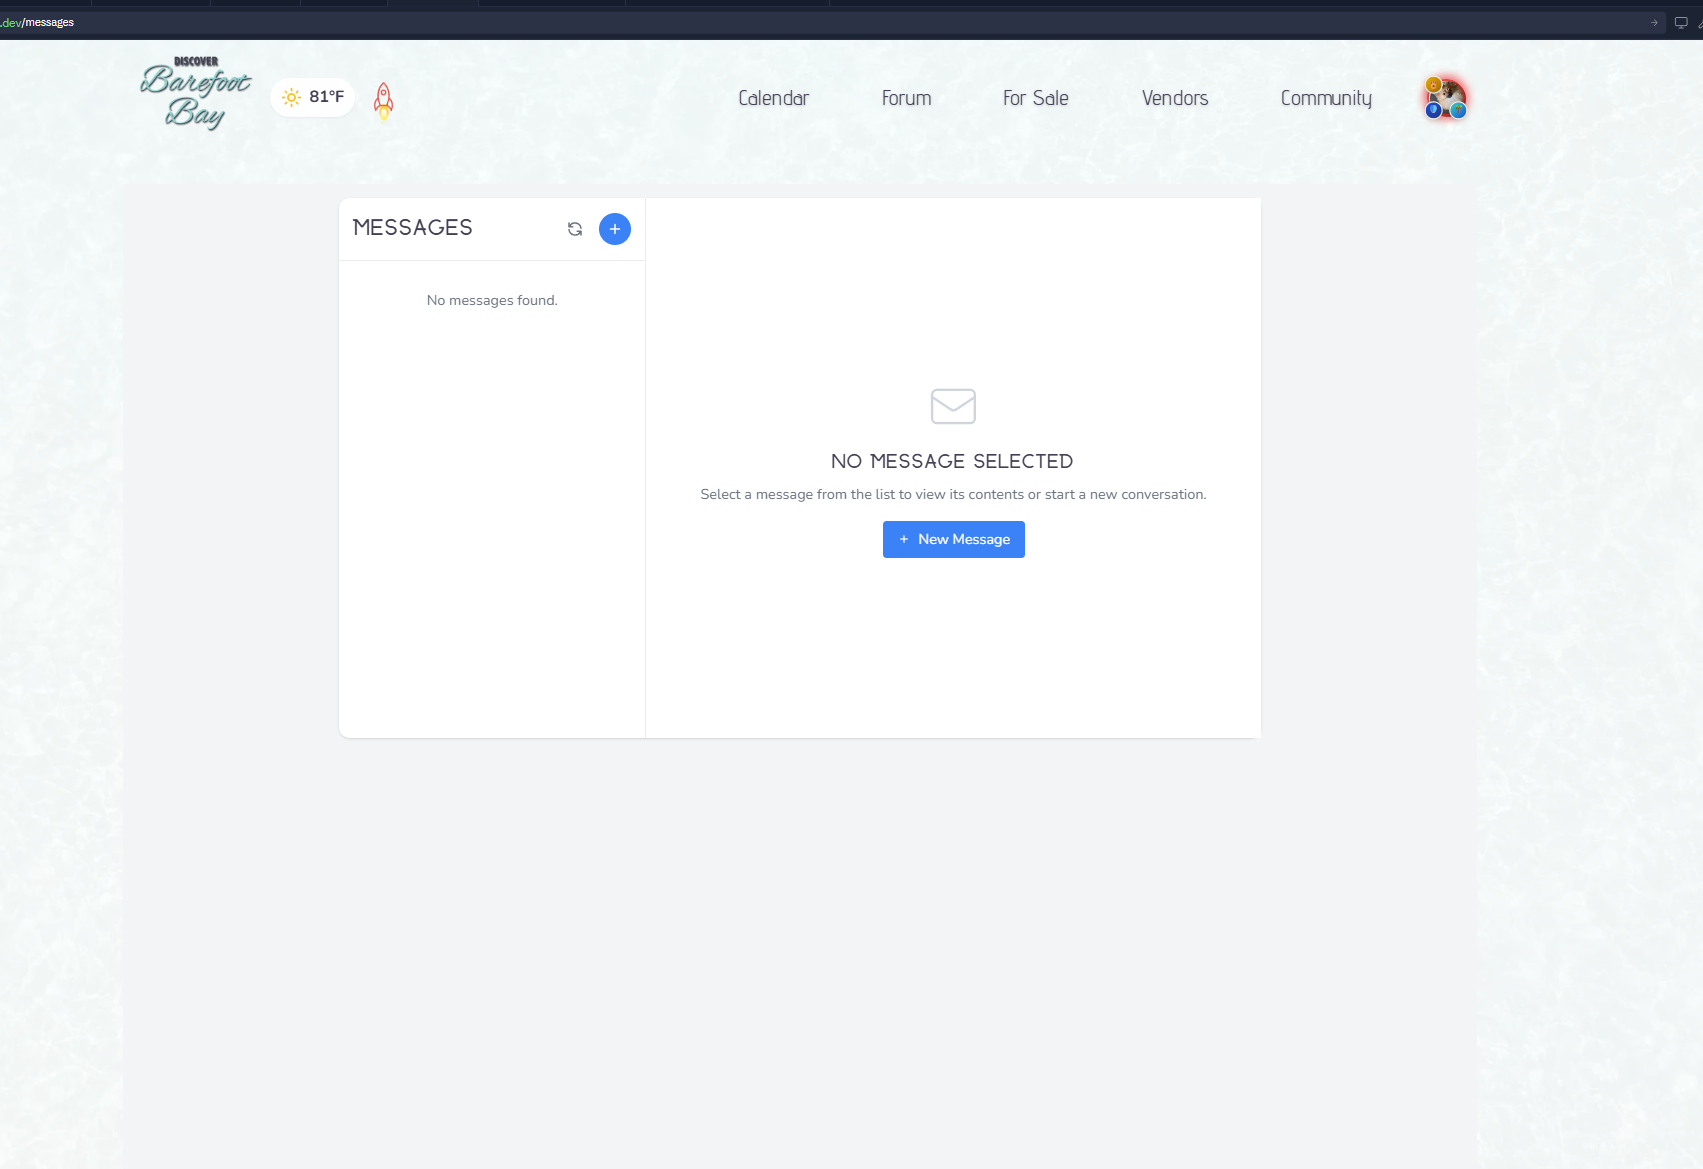 .dev/messages
DISCOVER
Barefoot
Bay
81°F
Calendar
Forum
For Sale
Vendors
Community
MESSAGES
No messages found.
NO MESSAGE SELECTED
Select a message from the list to view its contents or start a new conversation.
+ New Message